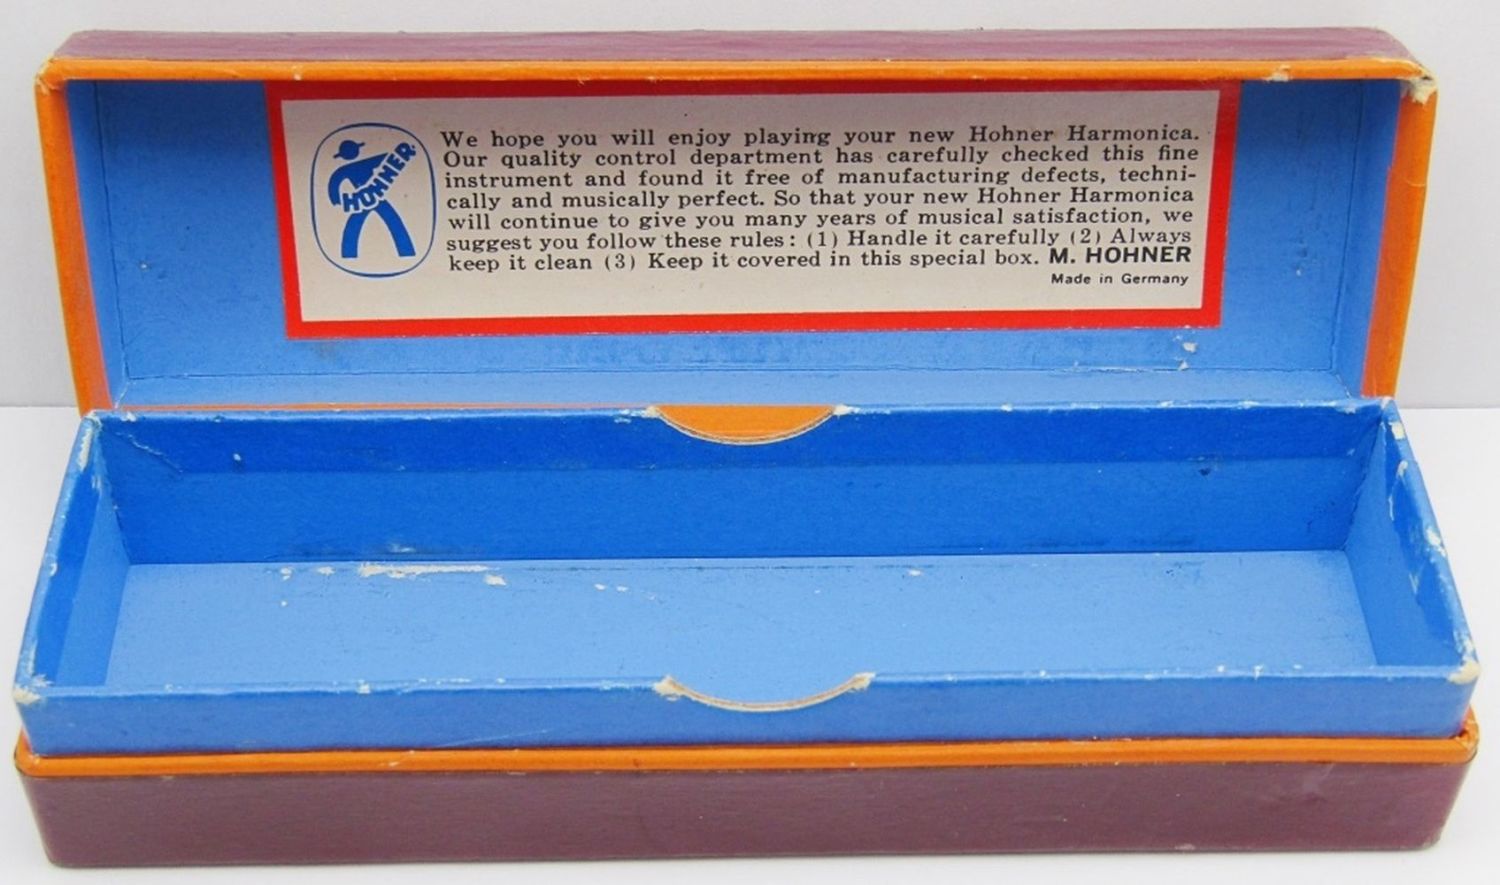 HOHNER
We hope you will enjoy playing your new Hohner Harmonica.
Our quality control department has carefully checked this fine
instrument and found it free of manufacturing defects, techni-
cally and musically perfect. So that your new Hohner Harmonica
will continue to give you many years of musical satisfaction, we
suggest you follow these rules: (1) Handle it carefully (2) Always
keep it clean (3) Keep it covered in this special box. M. HOHNER
Made in Germany